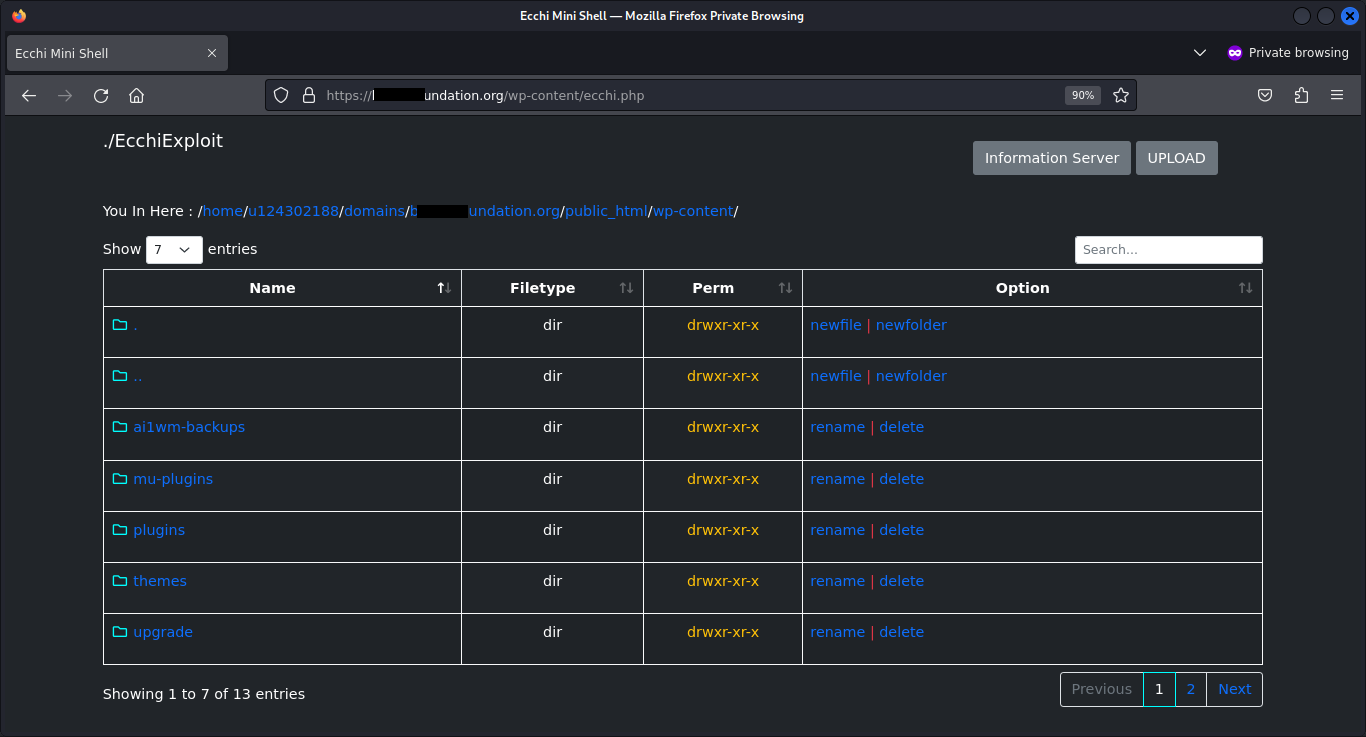 Ecchi Mini Shell — Mozilla Firefox Private Browsing
Ecchi Mini Shell
Private browsing
https:// undation.org/wp-content/ecchi.php
90%
./EcchiExploit
Information Server UPLOAD
You In Here : /home/u124302188/domains/b undation.org/public_html/wp-content/
Show 7 entries
Search...
Name Filetype Perm Option
. dir drwxr-xr-x newfile | newfolder
.. dir drwxr-xr-x newfile | newfolder
ai1wm-backups dir drwxr-xr-x rename | delete
mu-plugins dir drwxr-xr-x rename | delete
plugins dir drwxr-xr-x rename | delete
themes dir drwxr-xr-x rename | delete
upgrade dir drwxr-xr-x rename | delete
Showing 1 to 7 of 13 entries
Previous 1 2 Next